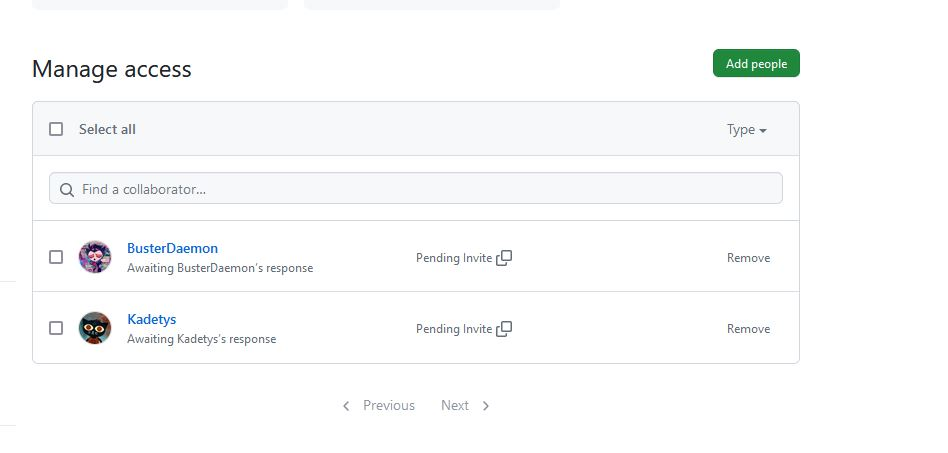 Manage access
Add people
Select all
Type
Find a collaborator...
BusterDaemon
Awaiting BusterDaemon's response
Pending Invite
Remove
Kadetys
Awaiting Kadetys's response
Pending Invite
Remove
Previous
Next